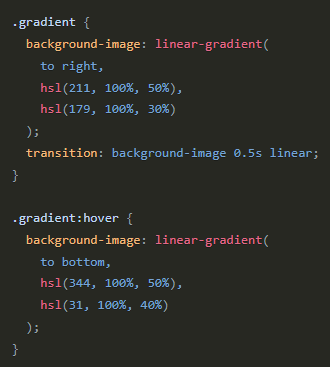 .gradient {
  background-image: linear-gradient(
    to right,
    hsl(211, 100%, 50%),
    hsl(179, 100%, 30%)
  );
  transition: background-image 0.5s linear;
}

.gradient:hover {
  background-image: linear-gradient(
    to bottom,
    hsl(344, 100%, 50%),
    hsl(31, 100%, 40%)
  );
}